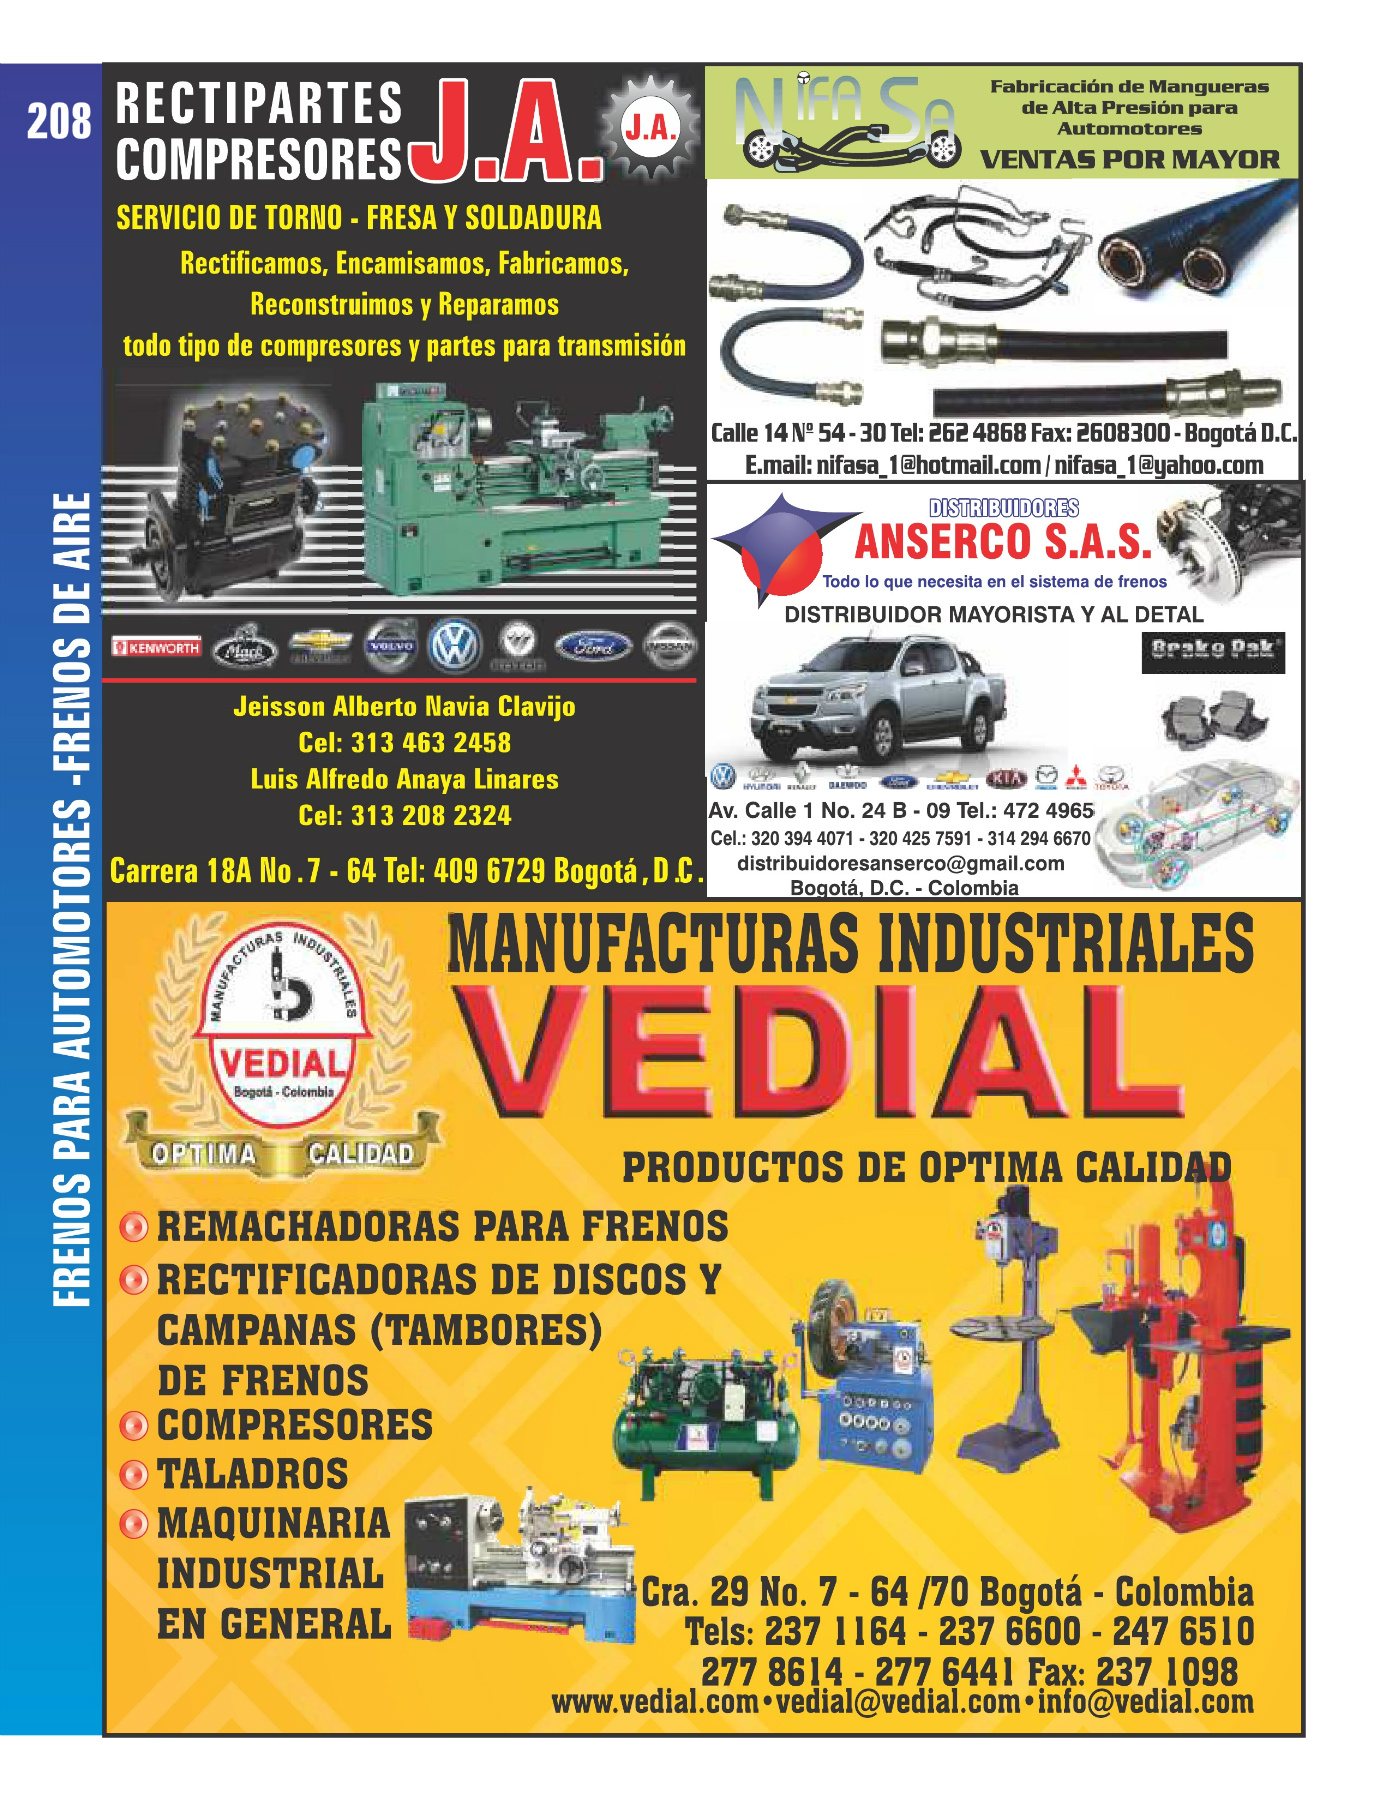 208
FRENOS PARA AUTOMOTORES -FRENOS DE AIRE
RECTIPARTES
COMPRESORES
J.A.
J.A.
SERVICIO DE TORNO - FRESA Y SOLDADURA
Rectificamos, Encamisamos, Fabricamos,
Reconstruimos y Reparamos
todo tipo de compresores y partes para transmisión
KENWORTH
Mack
CHEVROLET
VOLVO
Ford
NISSAN
Jeisson Alberto Navia Clavijo
Cel: 313 463 2458
Luis Alfredo Anaya Linares
Cel: 313 208 2324
Carrera 18A No.7 - 64 Tel: 409 6729 Bogotá, D.C.
NiFASa
Fabricación de Mangueras
de Alta Presión para
Automotores
VENTAS POR MAYOR
Calle 14 Nº 54 - 30 Tel: 262 4868 Fax: 2608300 - Bogotá D.C.
E.mail: nifasa_1@hotmail.com / nifasa_1@yahoo.com
DISTRIBUIDORES
ANSERCO S.A.S.
Todo lo que necesita en el sistema de frenos
DISTRIBUIDOR MAYORISTA Y AL DETAL
Brake Pak
HYUNDAI
RENAULT
DAEWOO
Ford
CHEVROLET
KIA
TOYOTA
Av. Calle 1 No. 24 B - 09 Tel.: 472 4965
Cel.: 320 394 4071 - 320 425 7591 - 314 294 6670
distribuidoresanserco@gmail.com
Bogotá, D.C. - Colombia
MANUFACTURAS INDUSTRIALES
VEDIAL
Bogotá - Colombia
OPTIMA CALIDAD
MANUFACTURAS INDUSTRIALES
VEDIAL
PRODUCTOS DE OPTIMA CALIDAD
REMACHADORAS PARA FRENOS
RECTIFICADORAS DE DISCOS Y
CAMPANAS (TAMBORES)
DE FRENOS
COMPRESORES
TALADROS
MAQUINARIA
INDUSTRIAL
EN GENERAL
Cra. 29 No. 7 - 64 /70 Bogotá - Colombia
Tels: 237 1164 - 237 6600 - 247 6510
277 8614 - 277 6441 Fax: 237 1098
www.vedial.com•vedial@vedial.com•info@vedial.com